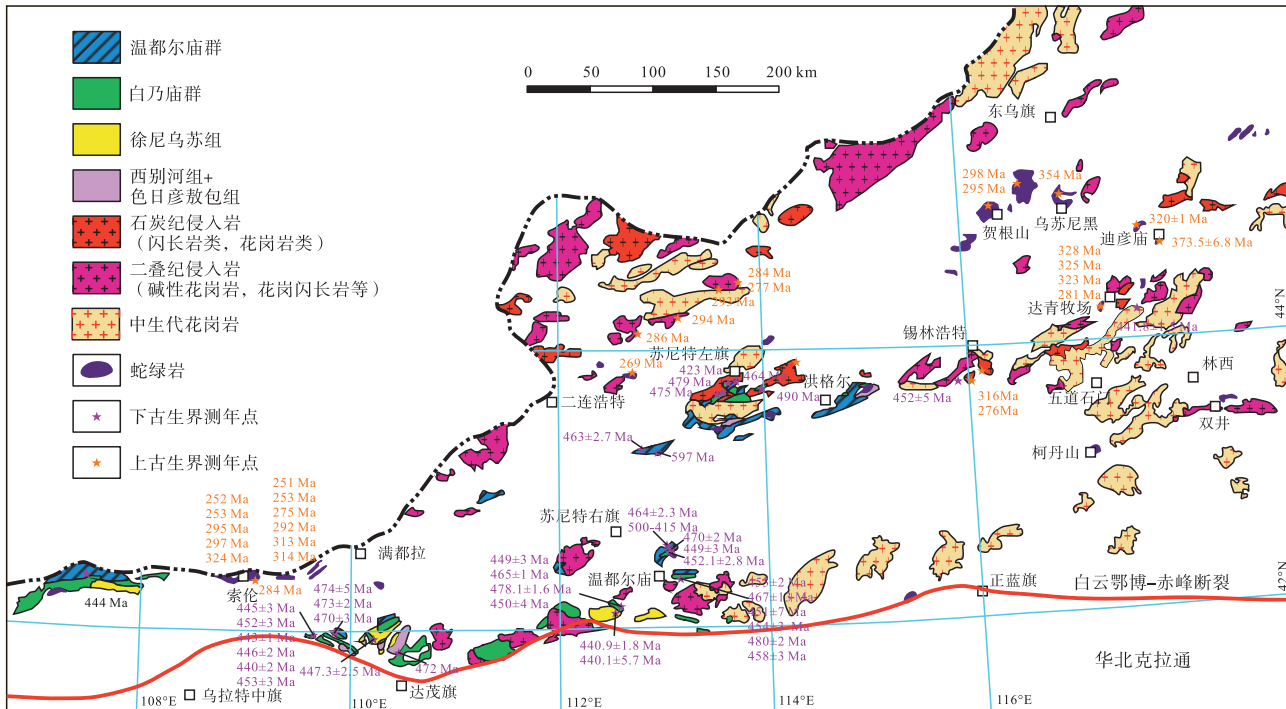 温都尔庙群
白乃庙群
徐尼乌苏组
西别河组+
色日彦敖包组
石炭纪侵入岩
（闪长岩类，花岗岩类）
二叠纪侵入岩
（碱性花岗岩，花岗闪长岩等）
中生代花岗岩
蛇绿岩
下古生界测年点
上古生界测年点
0 50 100 200 km
东乌旗
298 Ma
295 Ma
354 Ma
贺根山
乌苏尼黑
迪彦庙
320±1 Ma
373.5±6.8 Ma
328 Ma
325 Ma
323 Ma
281 Ma
达青牧场
44°N
284 Ma
277 Ma
294 Ma
286 Ma
269 Ma
二连浩特
苏尼特左旗
423 Ma
479 Ma
475 Ma
490 Ma
洪格尔
锡林浩特
452±5 Ma
316Ma
276Ma
林西
五道石门
双井
柯丹山
463±2.7 Ma
597 Ma
苏尼特右旗
464±2.3 Ma
500-415 Ma
470±2 Ma
449±3 Ma
452.1±2.8 Ma
温都尔庙
449±3 Ma
465±1 Ma
478.1±1.6 Ma
450±4 Ma
440.9±1.8 Ma
440.1±5.7 Ma
480±2 Ma
458±3 Ma
正蓝旗
白云鄂博–赤峰断裂
42°N
华北克拉通
252 Ma
253 Ma
295 Ma
297 Ma
324 Ma
251 Ma
253 Ma
275 Ma
292 Ma
313 Ma
314 Ma
满都拉
284 Ma
索伦
444 Ma
474±5 Ma
473±2 Ma
470±3 Ma
445±3 Ma
452±3 Ma
446±2 Ma
440±2 Ma
453±3 Ma
447.3±2.5 Ma
472 Ma
乌拉特中旗
达茂旗
108°E
110°E
112°E
114°E
116°E